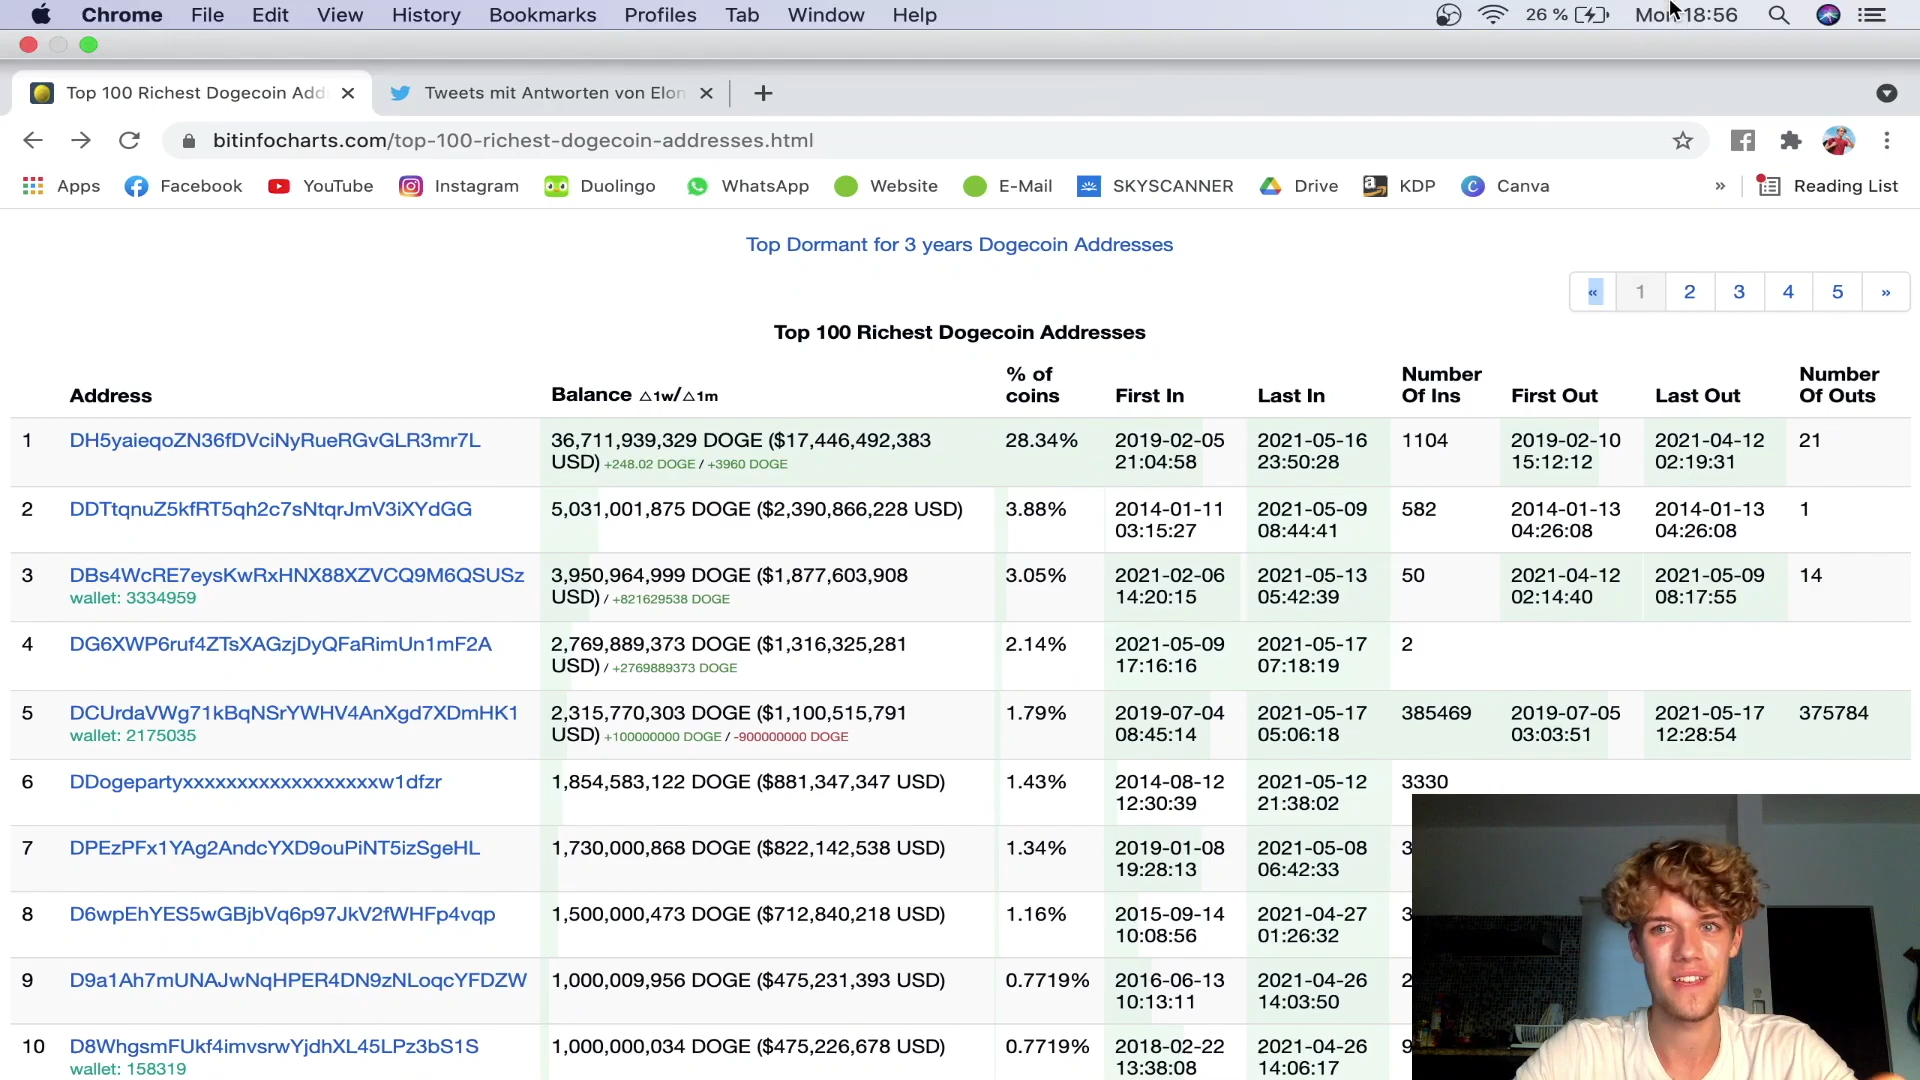 Chrome File Edit View History Bookmarks Profiles Tab Window Help 26 % Mon 18:56
Top 100 Richest Dogecoin Add Tweets mit Antworten von Elon
bitinfocharts.com/top-100-richest-dogecoin-addresses.html
Apps Facebook YouTube Instagram Duolingo WhatsApp Website E-Mail SKYSCANNER Drive KDP Canva » Reading List
Top Dormant for 3 years Dogecoin Addresses
« 1 2 3 4 5 »
Top 100 Richest Dogecoin Addresses
Address Balance △1w/△1m % of coins First In Last In Number Of Ins First Out Last Out Number Of Outs
1 DH5yaieqoZN36fDVciNyRueRGvGLR3mr7L 36,711,939,329 DOGE ($17,446,492,383 28.34% 2019-02-05 2021-05-16 1104 2019-02-10 2021-04-12 21
USD) +248.02 DOGE / +3960 DOGE 21:04:58 23:50:28 15:12:12 02:19:31
2 DDTtqnuZ5kfRT5qh2c7sNtqrJmV3iXYdGG 5,031,001,875 DOGE ($2,390,866,228 USD) 3.88% 2014-01-11 2021-05-09 582 2014-01-13 2014-01-13 1
03:15:27 08:44:41 04:26:08 04:26:08
3 DBs4WcRE7eysKwRxHNX88XZVCQ9M6QSUSz 3,950,964,999 DOGE ($1,877,603,908 3.05% 2021-02-06 2021-05-13 50 2021-04-12 2021-05-09 14
wallet: 3334959 USD) / +821629538 DOGE 14:20:15 05:42:39 02:14:40 08:17:55
4 DG6XWP6ruf4ZTsXAGzjDyQFaRimUn1mF2A 2,769,889,373 DOGE ($1,316,325,281 2.14% 2021-05-09 2021-05-17 2
USD) / +2769889373 DOGE 17:16:16 07:18:19
5 DCUrdaVWg71kBqNSrYWHV4AnXgd7XDmHK1 2,315,770,303 DOGE ($1,100,515,791 1.79% 2019-07-04 2021-05-17 385469 2019-07-05 2021-05-17 375784
wallet: 2175035 USD) +100000000 DOGE / -900000000 DOGE 08:45:14 05:06:18 03:03:51 12:28:54
6 DDogepartyxxxxxxxxxxxxxxxxxxw1dfzr 1,854,583,122 DOGE ($881,347,347 USD) 1.43% 2014-08-12 2021-05-12 3330
12:30:39 21:38:02
7 DPEzPFx1YAg2AndcYXD9ouPiNT5izSgeHL 1,730,000,868 DOGE ($822,142,538 USD) 1.34% 2019-01-08 2021-05-08 3
19:28:13 06:42:33
8 D6wpEhYES5wGBjbVq6p97JkV2fWHFp4vqp 1,500,000,473 DOGE ($712,840,218 USD) 1.16% 2015-09-14 2021-04-27 3
10:08:56 01:26:32
9 D9a1Ah7mUNAJwNqHPER4DN9zNLoqcYFDZW 1,000,009,956 DOGE ($475,231,393 USD) 0.7719% 2016-06-13 2021-04-26 2
10:13:11 14:03:50
10 D8WhgsmFUkf4imvsrwYjdhXL45LPz3bS1S 1,000,000,034 DOGE ($475,226,678 USD) 0.7719% 2018-02-22 2021-04-26 9
wallet: 158319 13:38:08 14:06:17